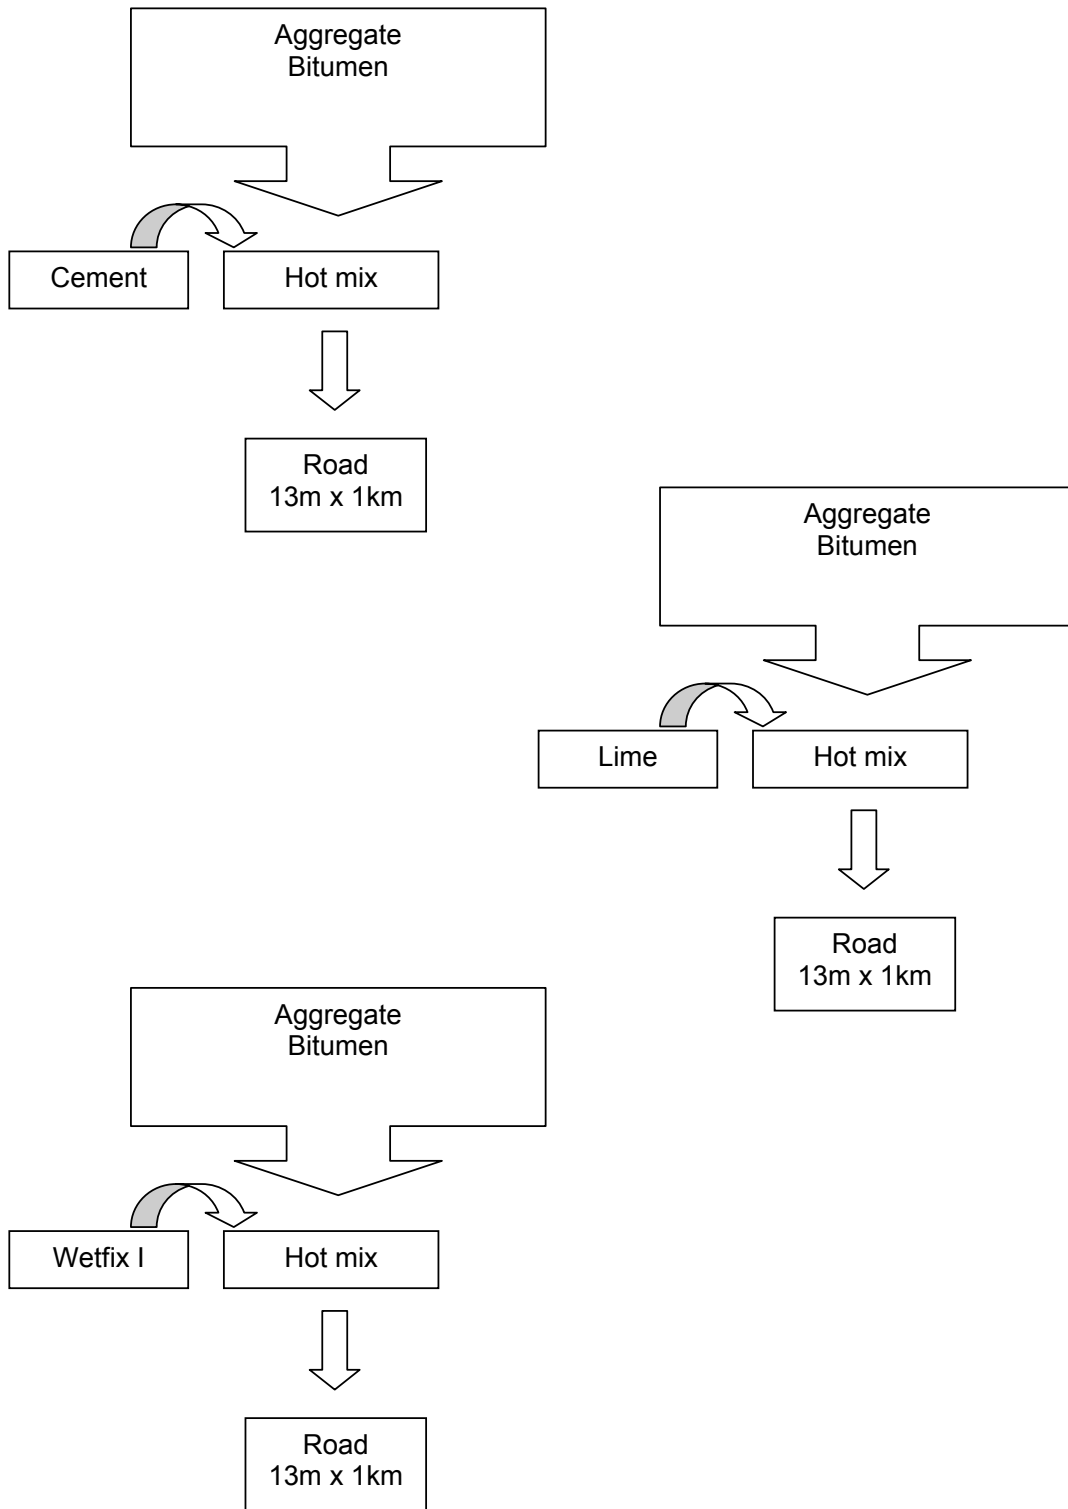 Aggregate
Bitumen
Cement
Hot mix
Road
13m x 1km
Aggregate
Bitumen
Lime
Hot mix
Road
13m x 1km
Aggregate
Bitumen
Wetfix I
Hot mix
Road
13m x 1km